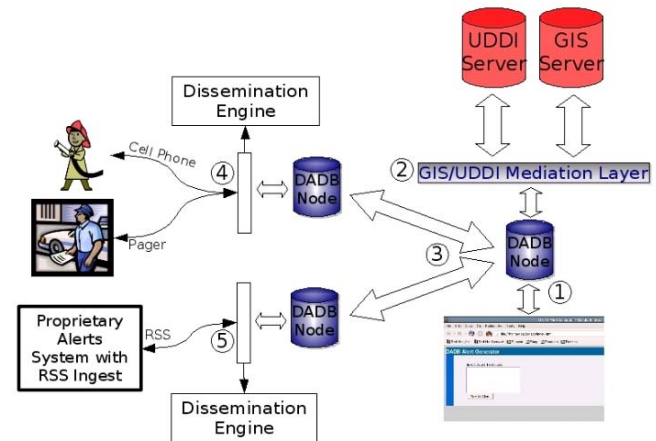 UDDI
Server
GIS
Server
Dissemination
Engine
Cell Phone
④
DADB
Node
②
GIS/UDDI Mediation Layer
Pager
③
DADB
Node
①
Proprietary
Alerts
System with
RSS Ingest
RSS
⑤
DADB
Node
DADB Alert Generator
Dissemination
Engine